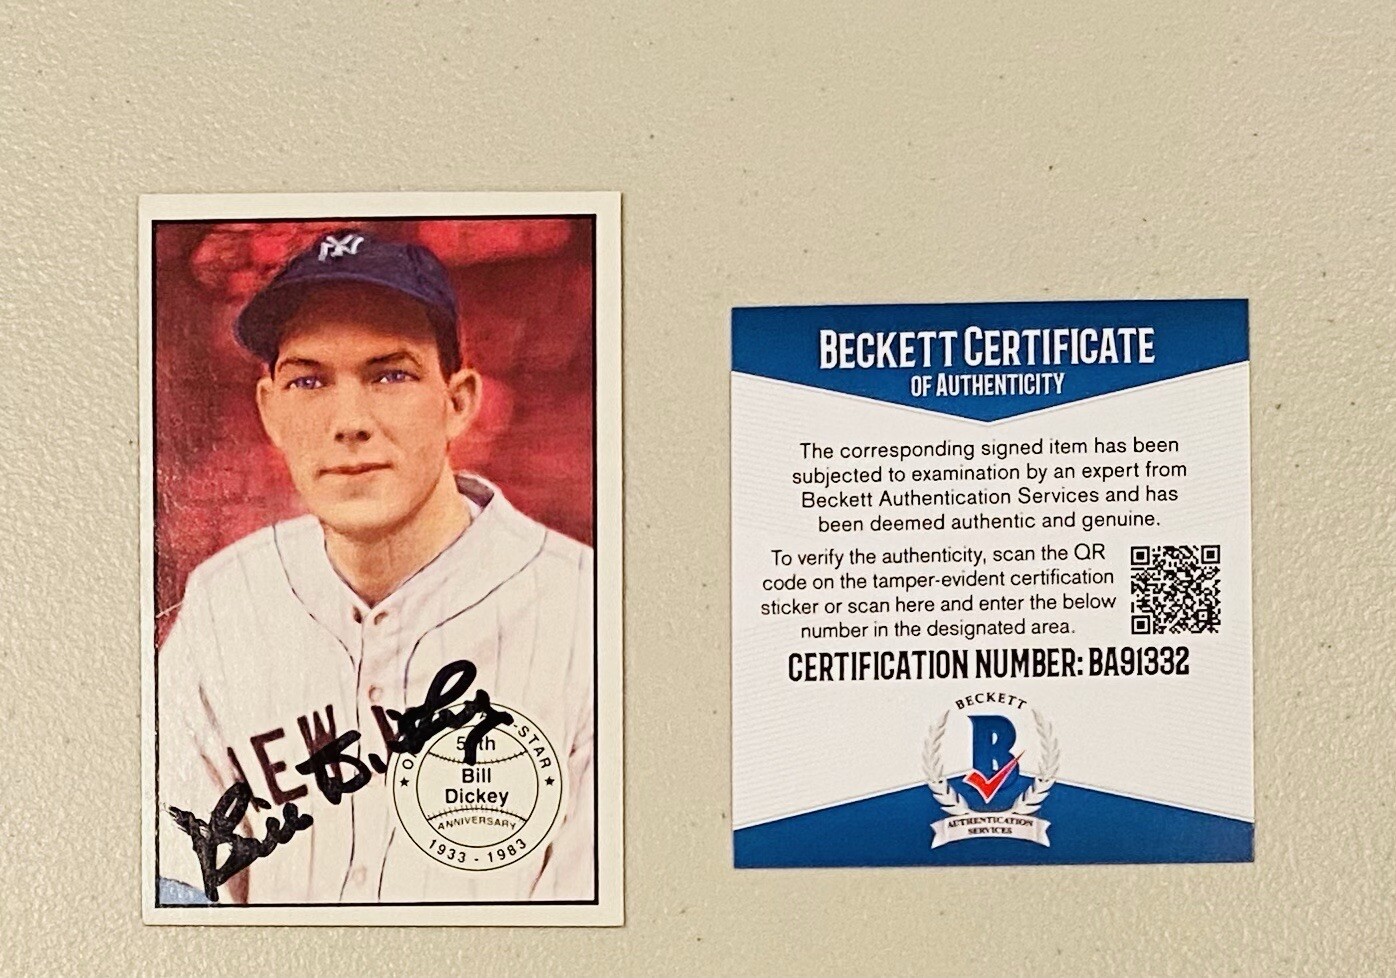 NY
NEW
Bill Dickey
50th
Bill
Dickey
ANNIVERSARY
1933 - 1983
-STAR
BECKETT CERTIFICATE
OF AUTHENTICITY
The corresponding signed item has been
subjected to examination by an expert from
Beckett Authentication Services and has
been deemed authentic and genuine.
To verify the authenticity, scan the QR
code on the tamper-evident certification
sticker or scan here and enter the below
number in the designated area.
CERTIFICATION NUMBER: BA91332
BECKETT
B
AUTHENTICATION
SERVICES